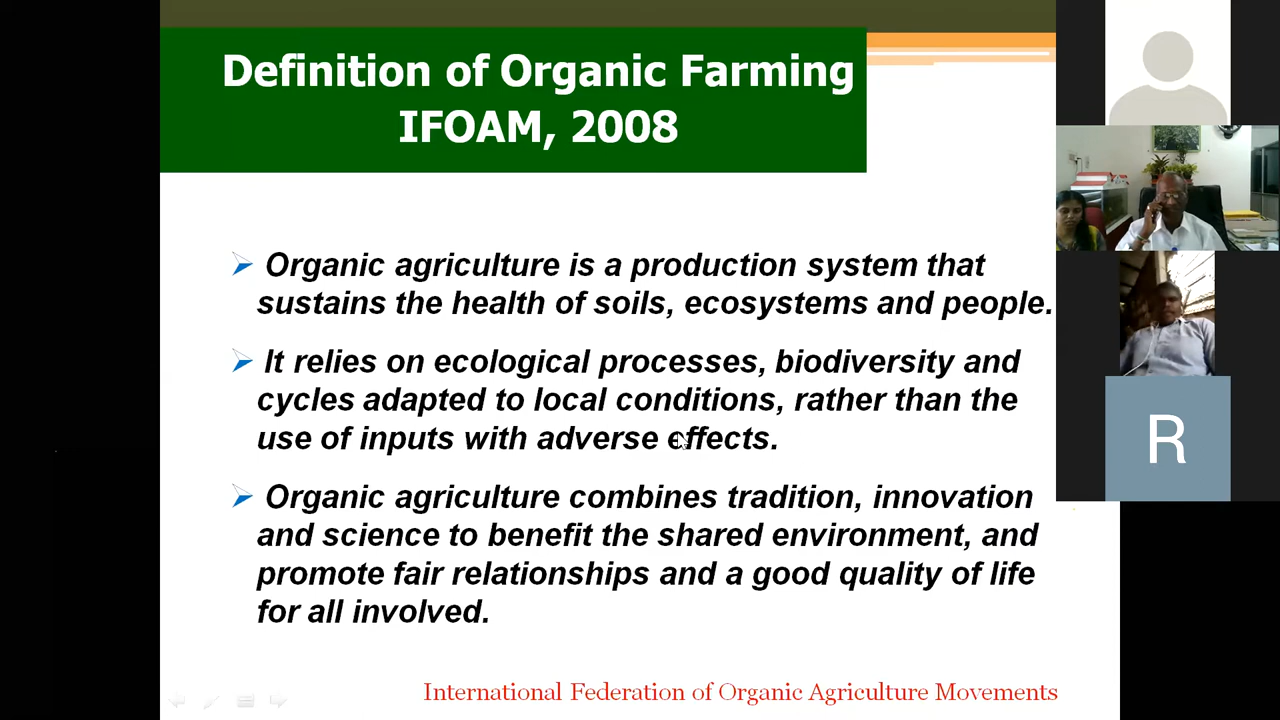 Definition of Organic Farming
IFOAM, 2008
Organic agriculture is a production system that
sustains the health of soils, ecosystems and people.
It relies on ecological processes, biodiversity and
cycles adapted to local conditions, rather than the
use of inputs with adverse effects.
Organic agriculture combines tradition, innovation
and science to benefit the shared environment, and
promote fair relationships and a good quality of life
for all involved.
International Federation of Organic Agriculture Movements
R